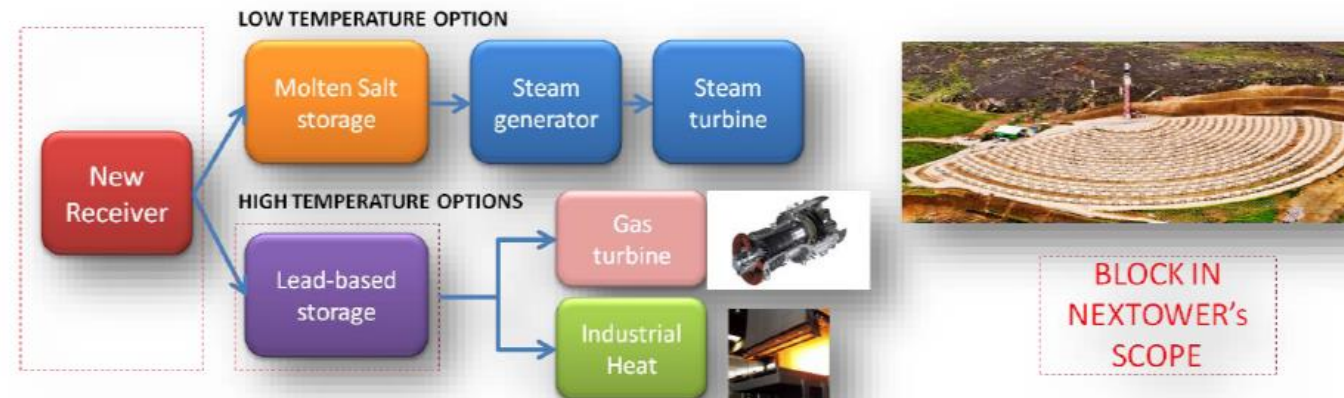 LOW TEMPERATURE OPTION
Molten Salt
storage
Steam
generator
Steam
turbine
New
Receiver
HIGH TEMPERATURE OPTIONS
Lead-based
storage
Gas
turbine
Industrial
Heat
BLOCK IN
NEXTOWER's
SCOPE